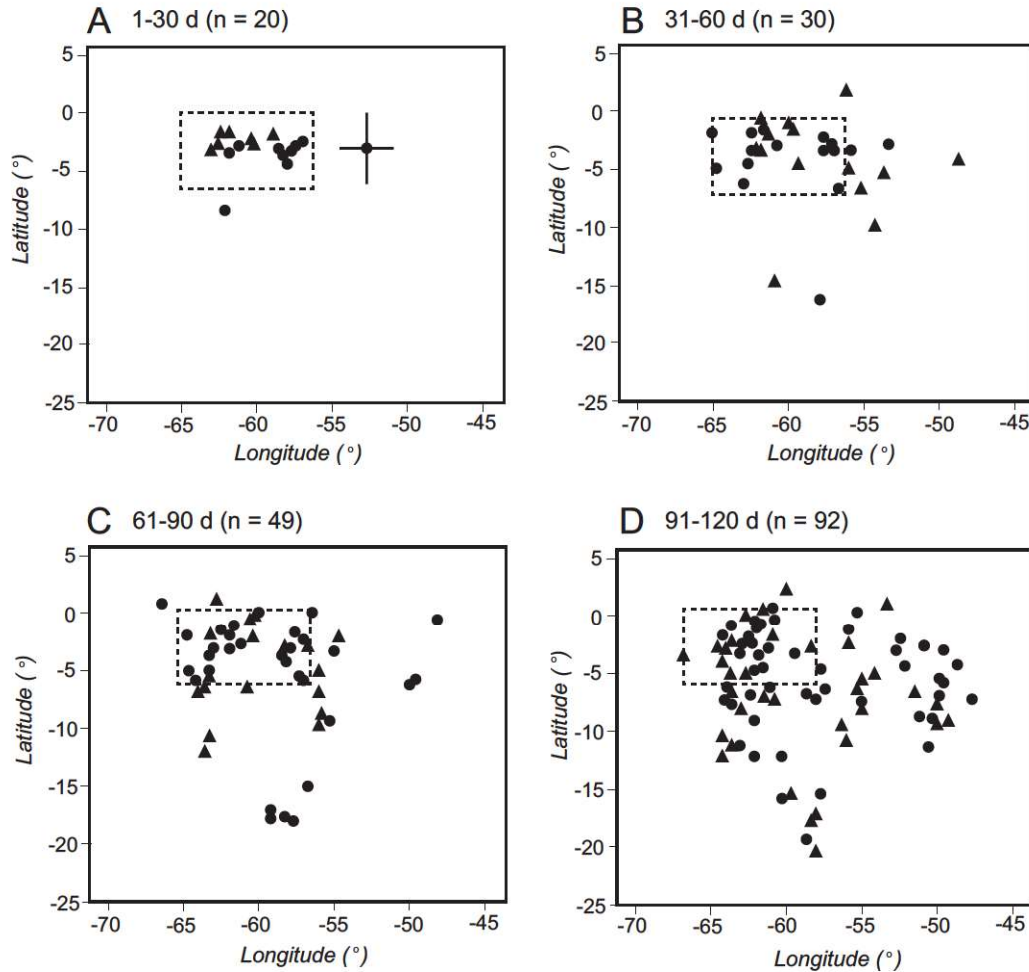 A 1-30 d (n = 20)
5
0
-5
-10
-15
-20
-25
Latitude (°)
-70 -65 -60 -55 -50 -45
Longitude (°)
B 31-60 d (n = 30)
5
0
-5
-10
-15
-20
-25
Latitude (°)
-70 -65 -60 -55 -50 -45
Longitude (°)
C 61-90 d (n = 49)
5
0
-5
-10
-15
-20
-25
Latitude (°)
-70 -65 -60 -55 -50 -45
Longitude (°)
D 91-120 d (n = 92)
5
0
-5
-10
-15
-20
-25
Latitude (°)
-70 -65 -60 -55 -50 -45
Longitude (°)